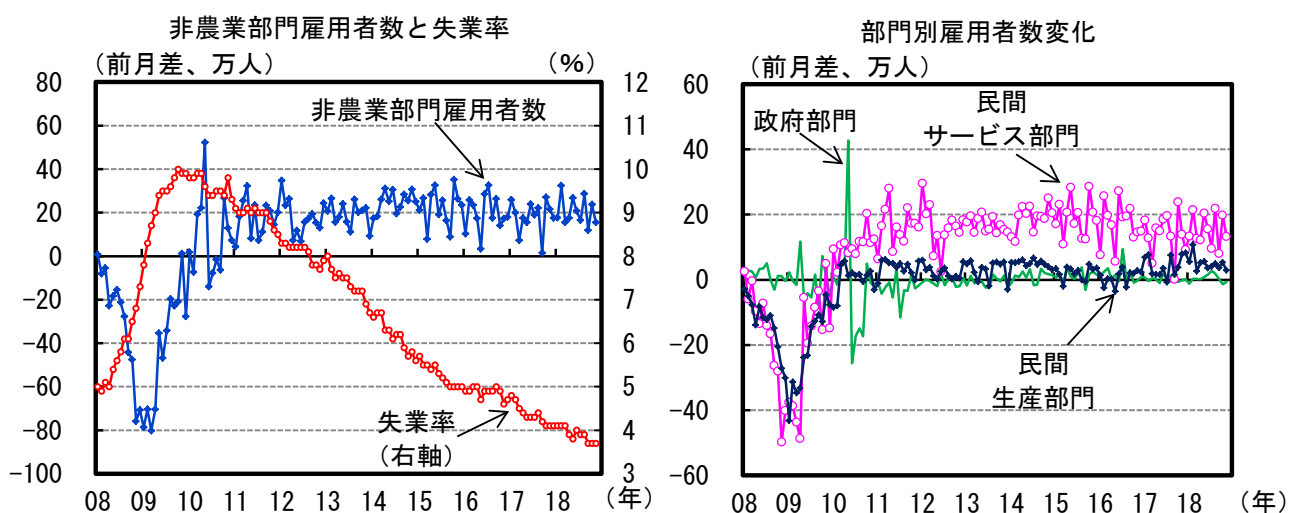 非農業部門雇用者数と失業率
(前月差、万人)
(%)
80
60
40
20
0
-20
-40
-60
-80
-100
12
11
10
9
8
7
6
5
4
3
非農業部門雇用者数
失業率
(右軸)
08 09 10 11 12 13 14 15 16 17 18 (年)
部門別雇用者数変化
(前月差、万人)
60
40
20
0
-20
-40
-60
政府部門
民間
サービス部門
民間
生産部門
08 09 10 11 12 13 14 15 16 17 18 (年)